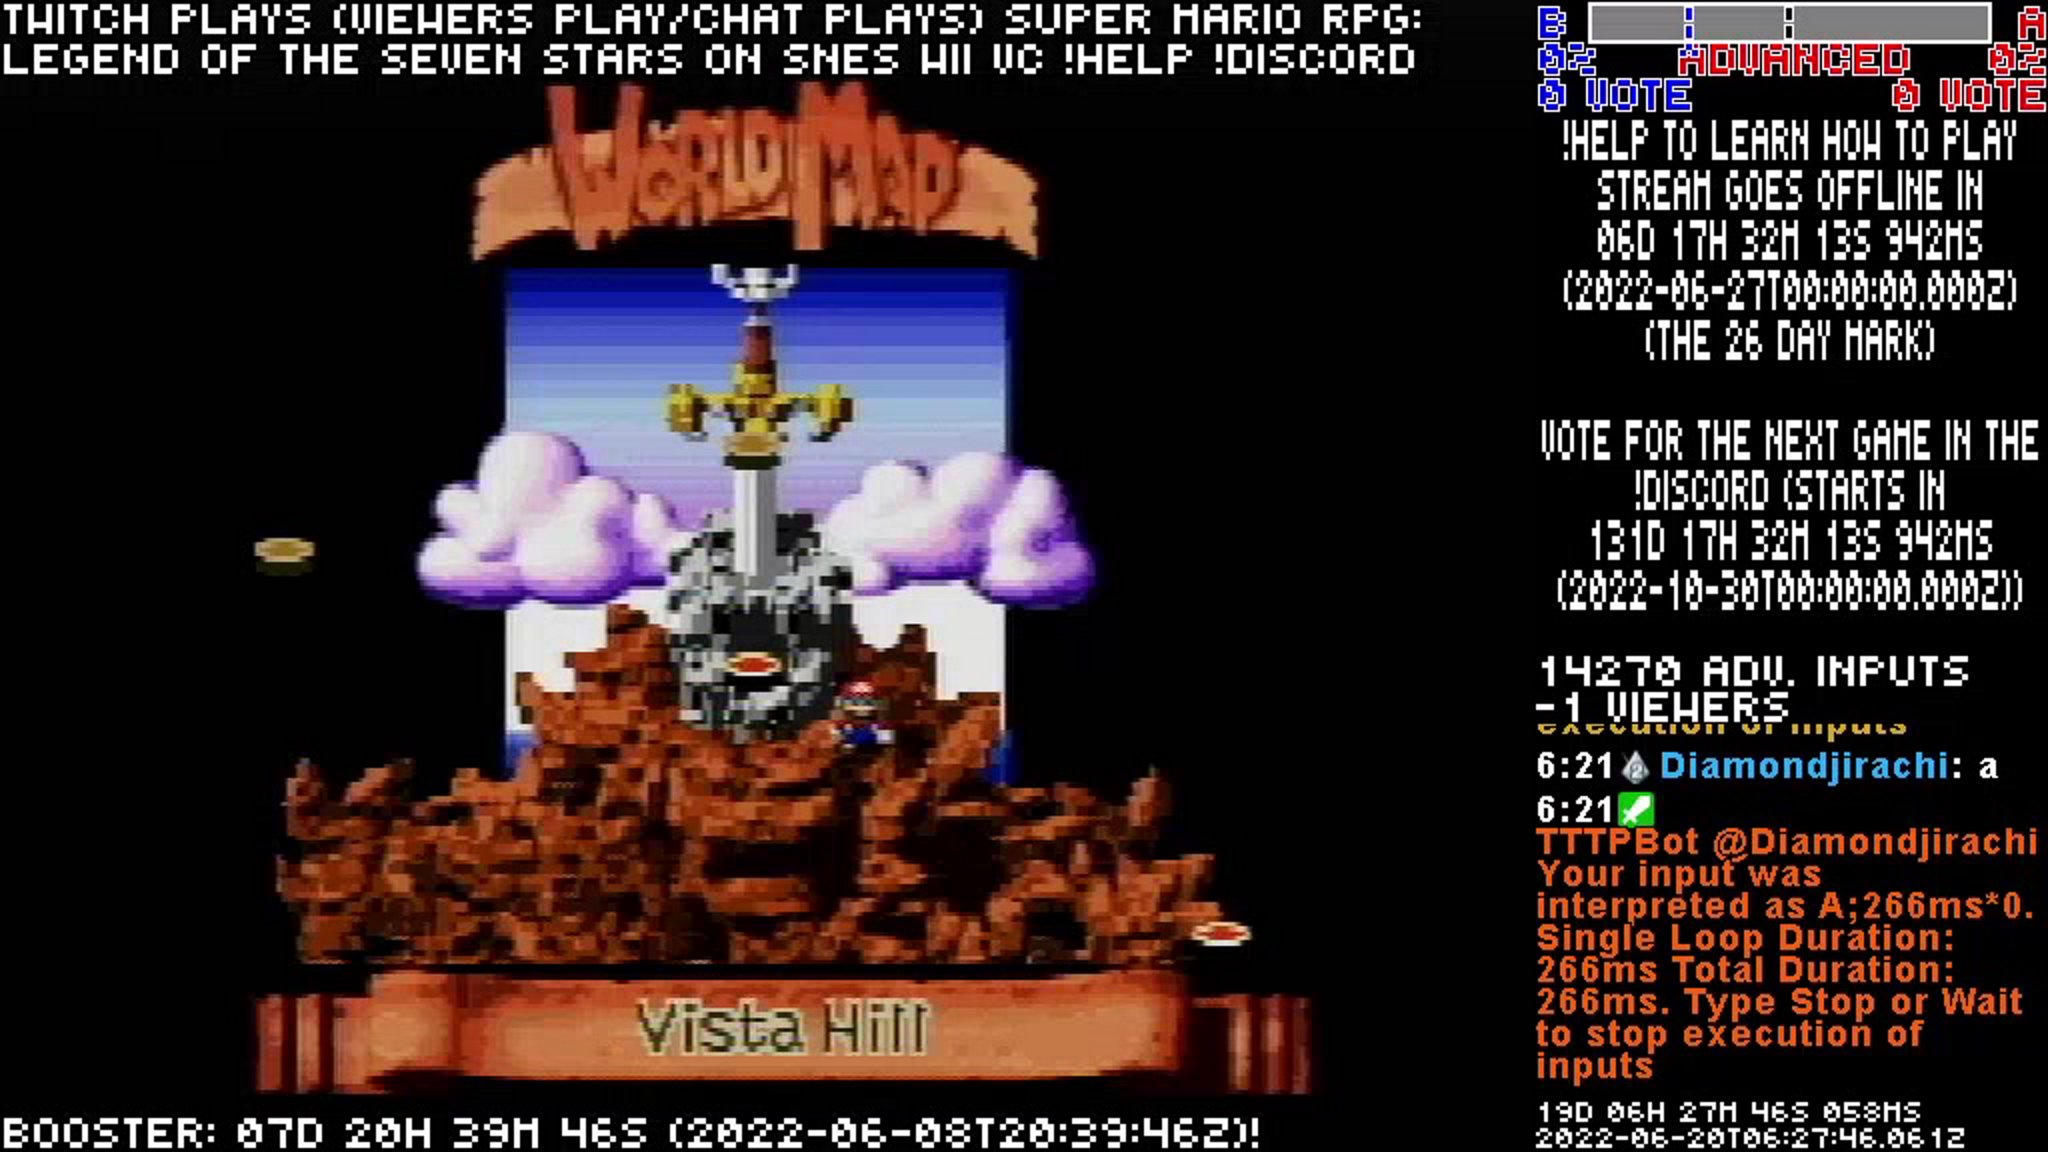 TWITCH PLAYS (VIEWERS PLAY/CHAT PLAYS) SUPER MARIO RPG:
LEGEND OF THE SEVEN STARS ON SNES WII VC !HELP !DISCORD
B A
0% ADVANCED 0%
0 VOTE 0 VOTE
!HELP TO LEARN HOW TO PLAY
STREAM GOES OFFLINE IN
06D 17H 32M 13S 942MS
(2022-06-27T00:00:00.000Z)
(THE 26 DAY MARK)
VOTE FOR THE NEXT GAME IN THE
!DISCORD (STARTS IN
131D 17H 32M 13S 942MS
(2022-10-30T00:00:00.000Z))
14270 ADV. INPUTS
-1 VIEWERS
execution of inputs
6:21 Diamondjirachi: a
6:21
TTTPBot @Diamondjirachi
Your input was
interpreted as A;266ms*0.
Single Loop Duration:
266ms Total Duration:
266ms. Type Stop or Wait
to stop execution of
inputs
19D 06H 27M 46S 058MS
2022-06-20T06:27:46.061Z
WORLD MAP
Vista Hill
BOOSTER: 07D 20H 39M 46S (2022-06-08T20:39:46Z)!